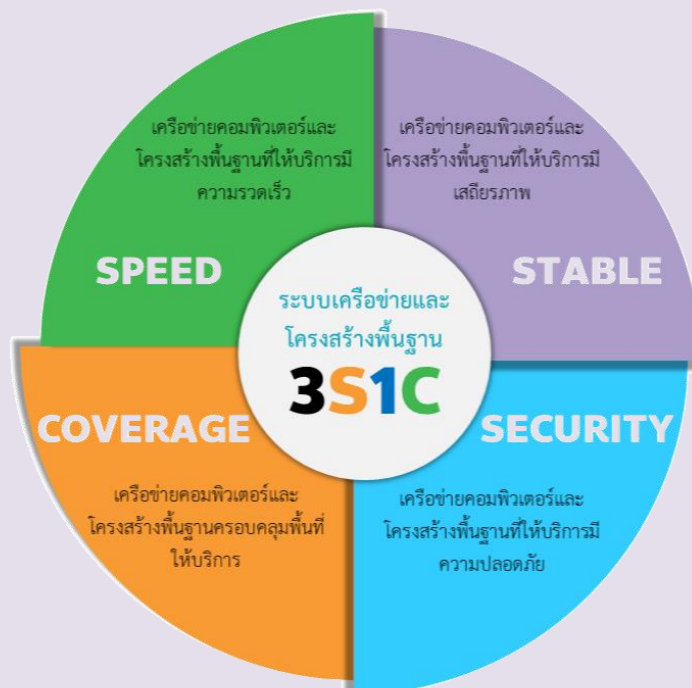 เครือข่ายคอมพิวเตอร์และ
โครงสร้างพื้นฐานที่ให้บริการมี
ความรวดเร็ว
SPEED
เครือข่ายคอมพิวเตอร์และ
โครงสร้างพื้นฐานที่ให้บริการมี
เสถียรภาพ
STABLE
ระบบเครือข่ายและ
โครงสร้างพื้นฐาน
3S1C
COVERAGE
เครือข่ายคอมพิวเตอร์และ
โครงสร้างพื้นฐานครอบคลุมพื้นที่
ให้บริการ
SECURITY
เครือข่ายคอมพิวเตอร์และ
โครงสร้างพื้นฐานที่ให้บริการมี
ความปลอดภัย